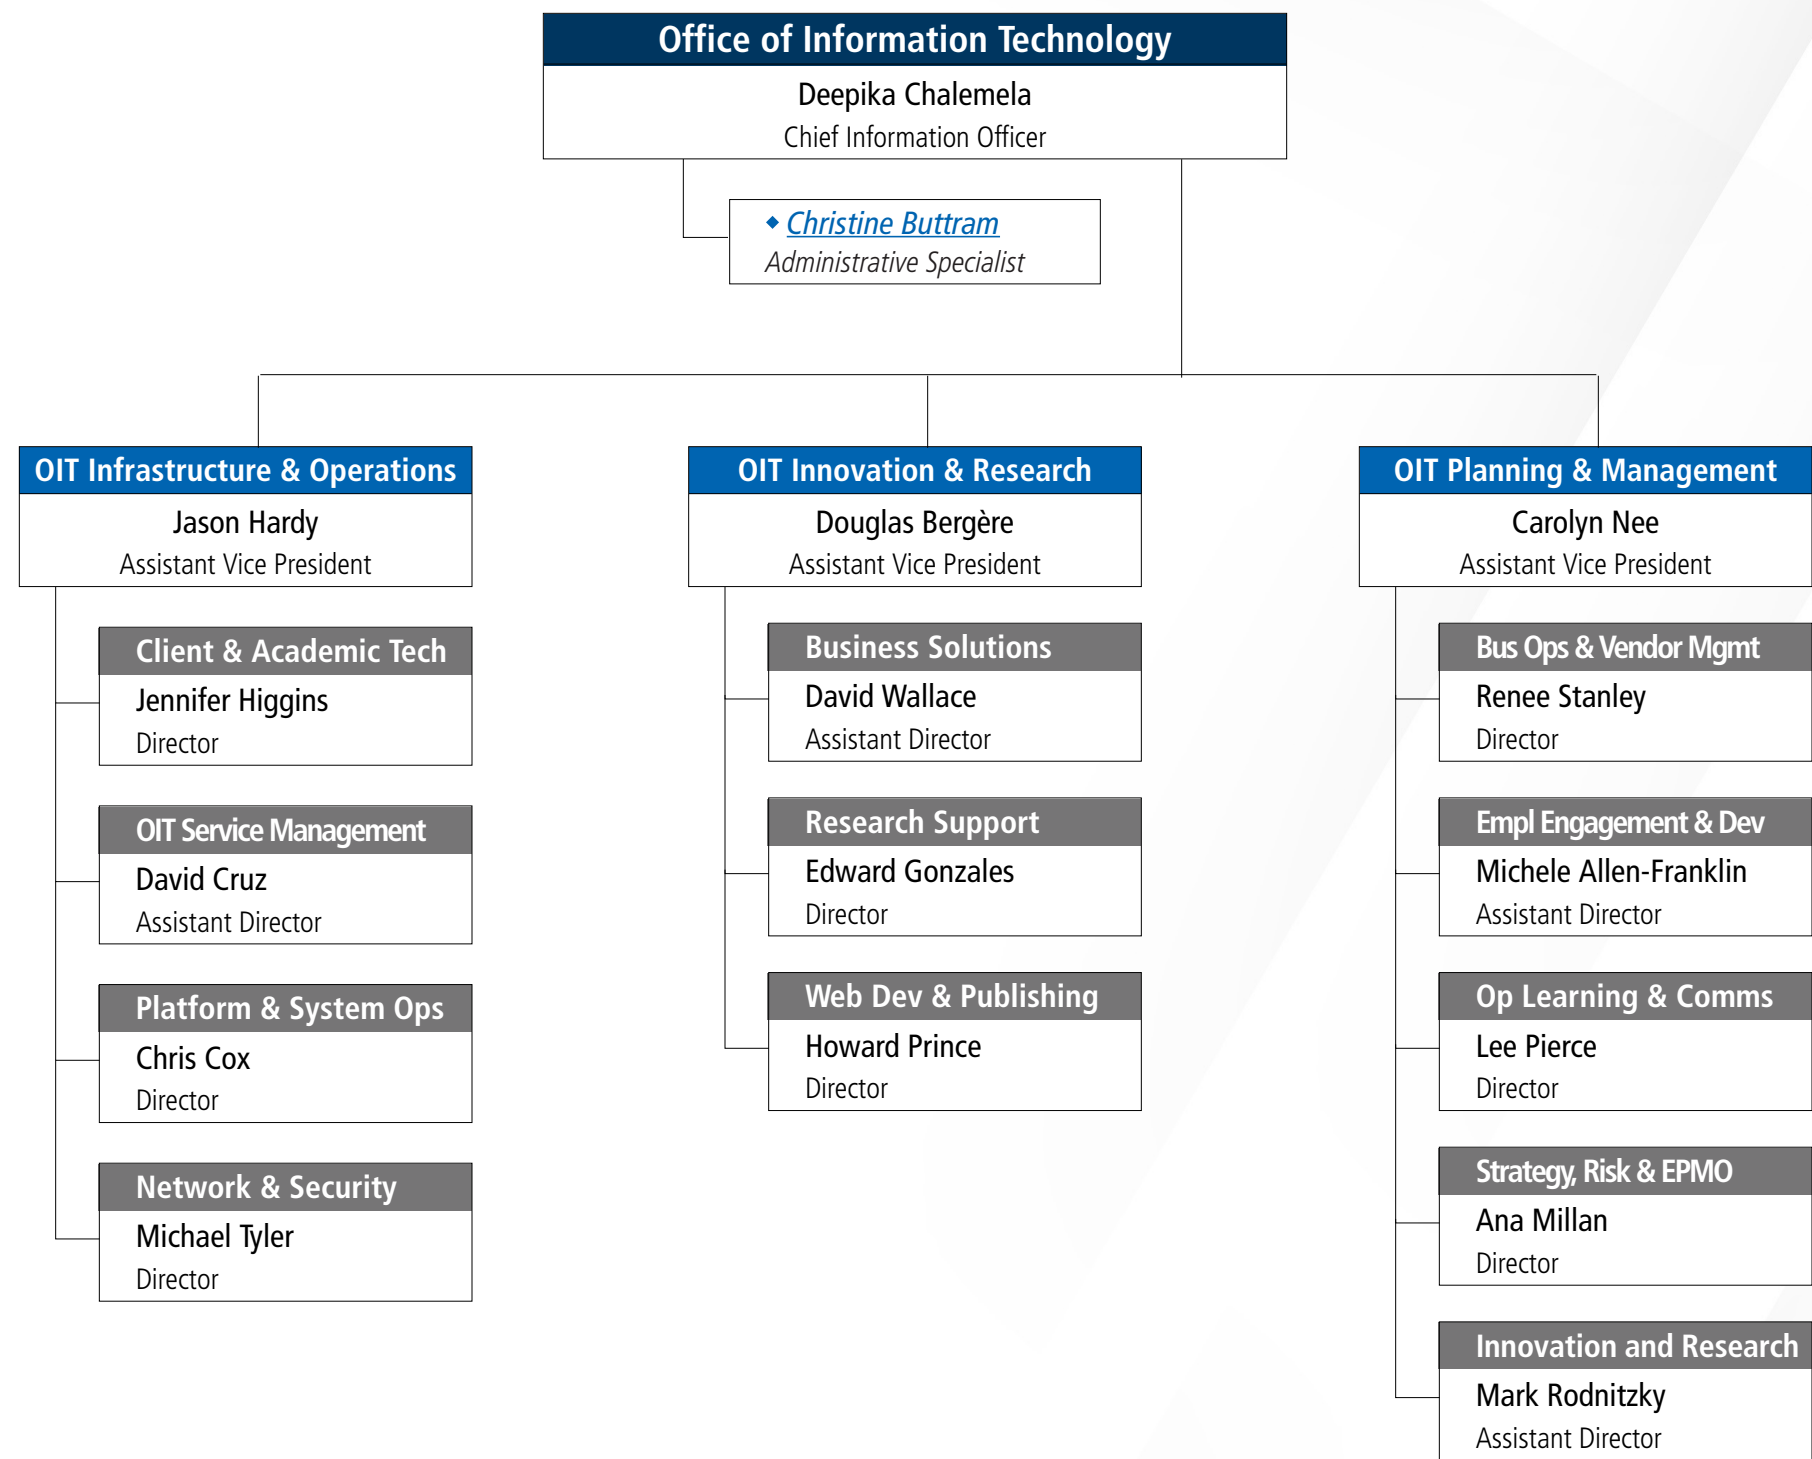 Office of Information Technology
Deepika Chalemela
Chief Information Officer
◆ Christine Buttram
Administrative Specialist
OIT Infrastructure & Operations
Jason Hardy
Assistant Vice President
Client & Academic Tech
Jennifer Higgins
Director
OIT Service Management
David Cruz
Assistant Director
Platform & System Ops
Chris Cox
Director
Network & Security
Michael Tyler
Director
OIT Innovation & Research
Douglas Bergère
Assistant Vice President
Business Solutions
David Wallace
Assistant Director
Research Support
Edward Gonzales
Director
Web Dev & Publishing
Howard Prince
Director
OIT Planning & Management
Carolyn Nee
Assistant Vice President
Bus Ops & Vendor Mgmt
Renee Stanley
Director
Empl Engagement & Dev
Michele Allen-Franklin
Assistant Director
Op Learning & Comms
Lee Pierce
Director
Strategy, Risk & EPMO
Ana Millan
Director
Innovation and Research
Mark Rodnitzky
Assistant Director